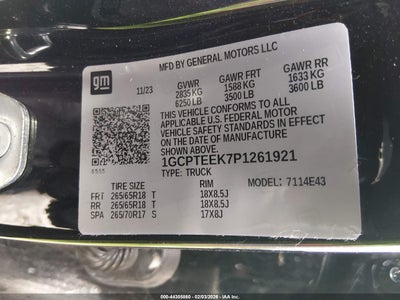 MFD BY GENERAL MOTORS LLC
gm
11/23 GVWR GAWR FRT GAWR RR
2835 KG 1588 KG 1633 KG
6250 LB 3500 LB 3600 LB
THIS VEHICLE CONFORMS TO ALL
APPLICABLE U.S. FEDERAL MOTOR
VEHICLE SAFETY STANDARDS IN EFFECT
ON THE DATE OF MANUFACTURE
SHOWN ABOVE.
1GCPTEEK7P1261921
TYPE: TRUCK MODEL: 7114E43
TIRE SIZE RIM
FRT 265/65R18 T 18X8.5J
RR 265/65R18 T 18X8.5J
SPA 265/70R17 S 17X8J
000-44305080 - 02/03/2026 - COPYRIGHT IAA, LLC